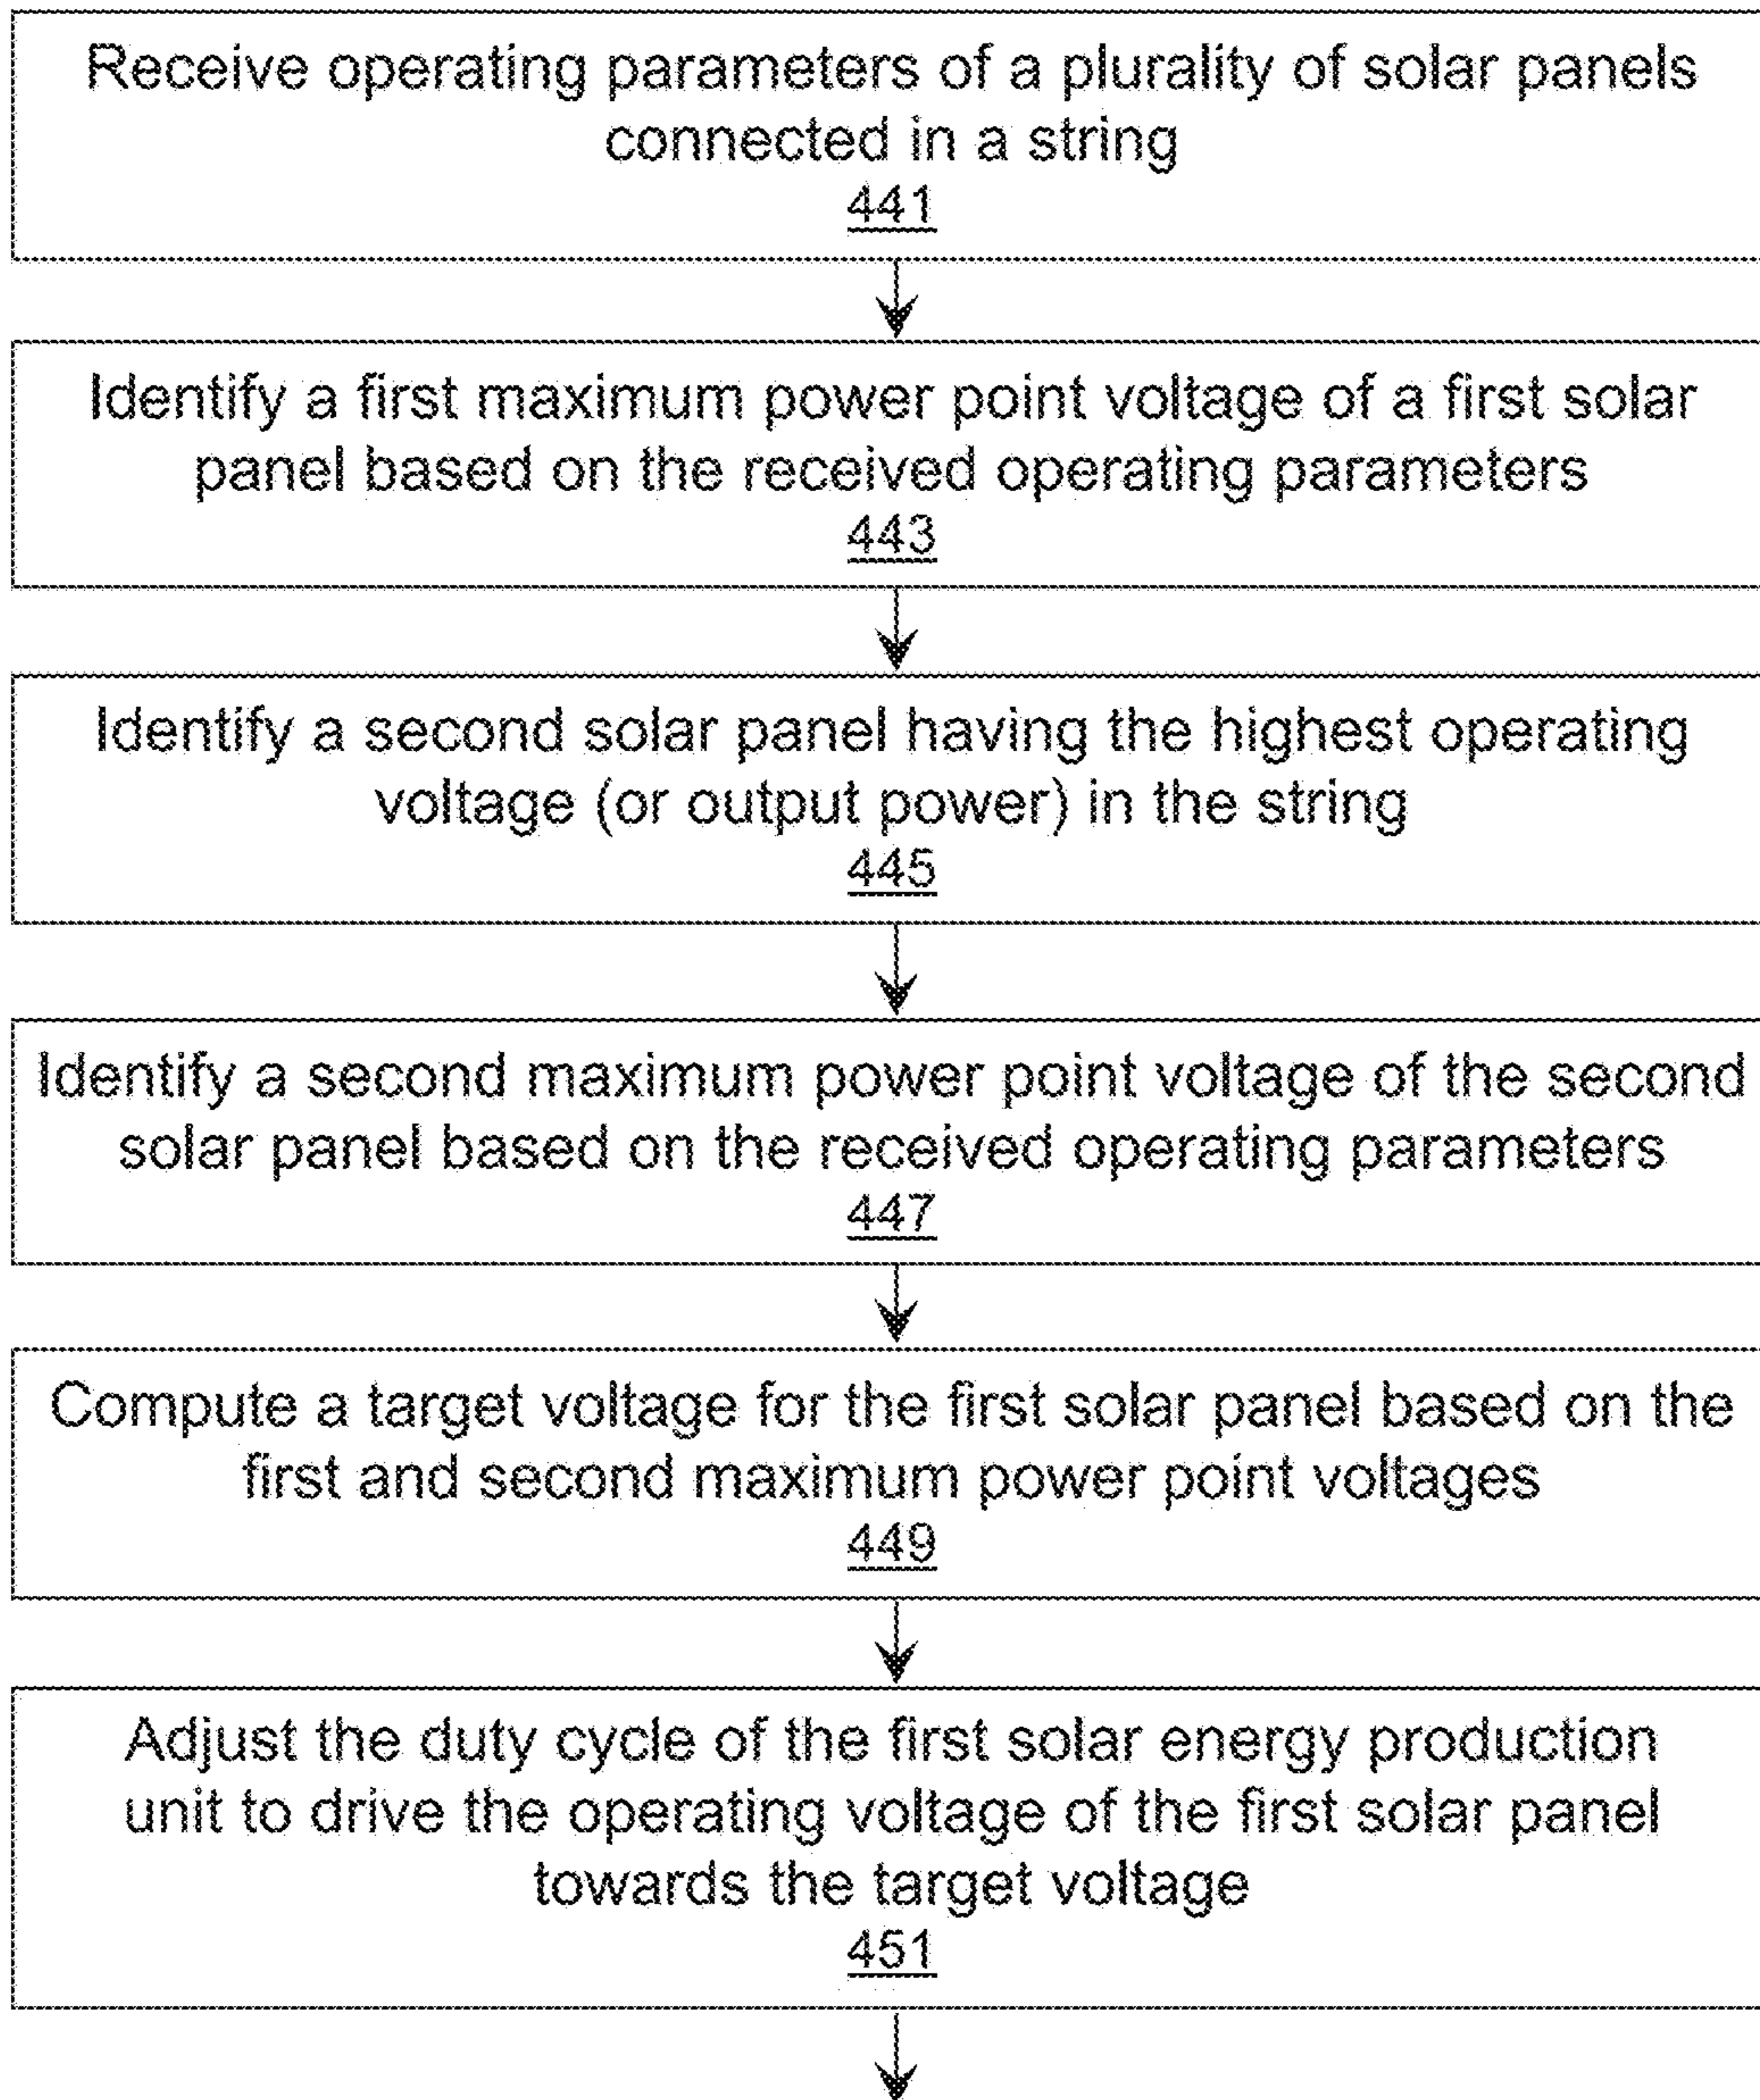 Receive operating parameters of a plurality of solar panels
connected in a string
441
Identify a first maximum power point voltage of a first solar
panel based on the received operating parameters
443
Identify a second solar panel having the highest operating
voltage (or output power) in the string
445
Identify a second maximum power point voltage of the second
solar panel based on the received operating parameters
447
Compute a target voltage for the first solar panel based on the
first and second maximum power point voltages
449
Adjust the duty cycle of the first solar energy production
unit to drive the operating voltage of the first solar panel
towards the target voltage
451